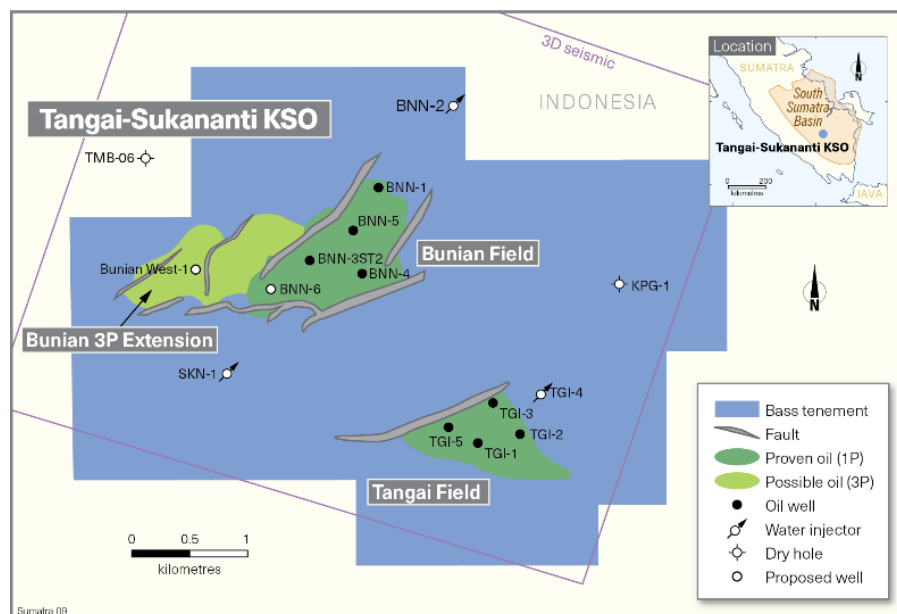 3D seismic
Location
SUMATRA
N
South
Sumatra
Basin
Tangai-Sukananti KSO
0 200
kilometres
JAVA
INDONESIA
BNN-2
Tangai-Sukananti KSO
TMB-06
BNN-1
BNN-5
Bunian Field
BNN-3ST2
Bunian West-1
BNN-4
BNN-6
KPG-1
N
Bunian 3P Extension
SKN-1
TGI-4
TGI-3
TGI-5
TGI-2
TGI-1
Tangai Field
Bass tenement
Fault
Proven oil (1P)
Possible oil (3P)
Oil well
Water injector
Dry hole
Proposed well
0 0.5 1
kilometres
Sumatra 09